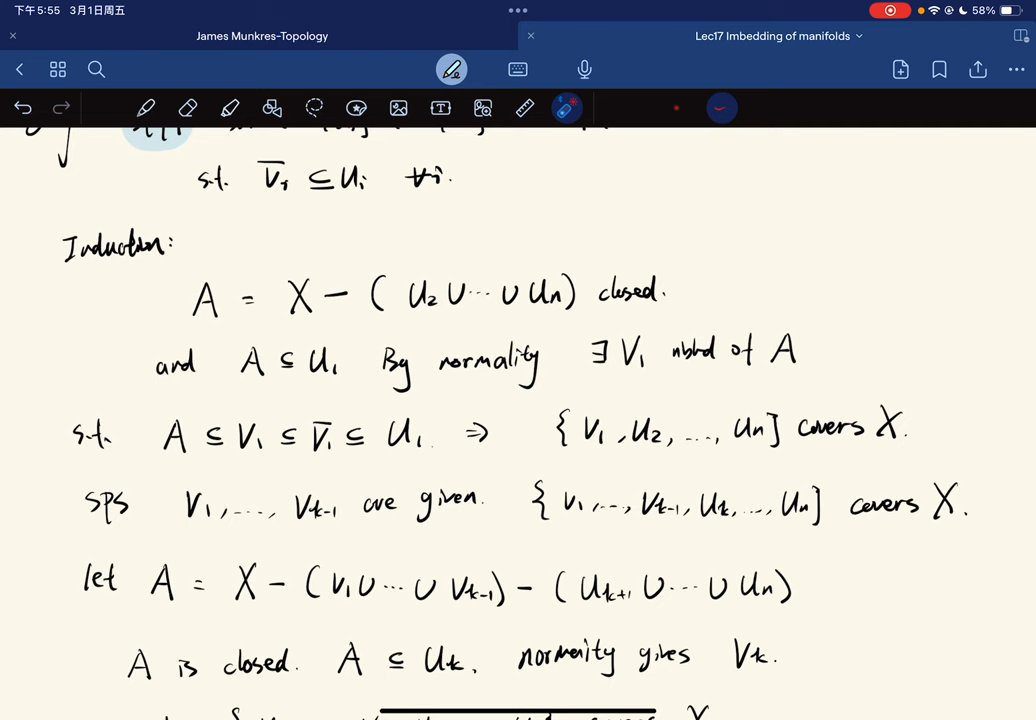 下午5:55 3月1日周五
58%
James Munkres-Topology
Lec17 Imbedding of manifolds
s.t. V̅ᵢ ⊆ Uᵢ ∀i.
Induction:
A = X − ( U₂ ∪ ··· ∪ Uₙ) closed.
and A ⊆ U₁ By normality ∃ V₁ nbhd of A
s.t. A ⊆ V₁ ⊆ V̅₁ ⊆ U₁ ⇒ { V₁ , U₂, ..., Uₙ} covers X.
sps V₁, ..., Vₖ₋₁ are given. { V₁, ..., Vₖ₋₁, Uₖ, ..., Uₙ} covers X.
let A = X − (V₁ ∪ ··· ∪ Vₖ₋₁) − (Uₖ₊₁ ∪ ··· ∪ Uₙ)
A is closed. A ⊆ Uₖ, normality gives Vₖ.